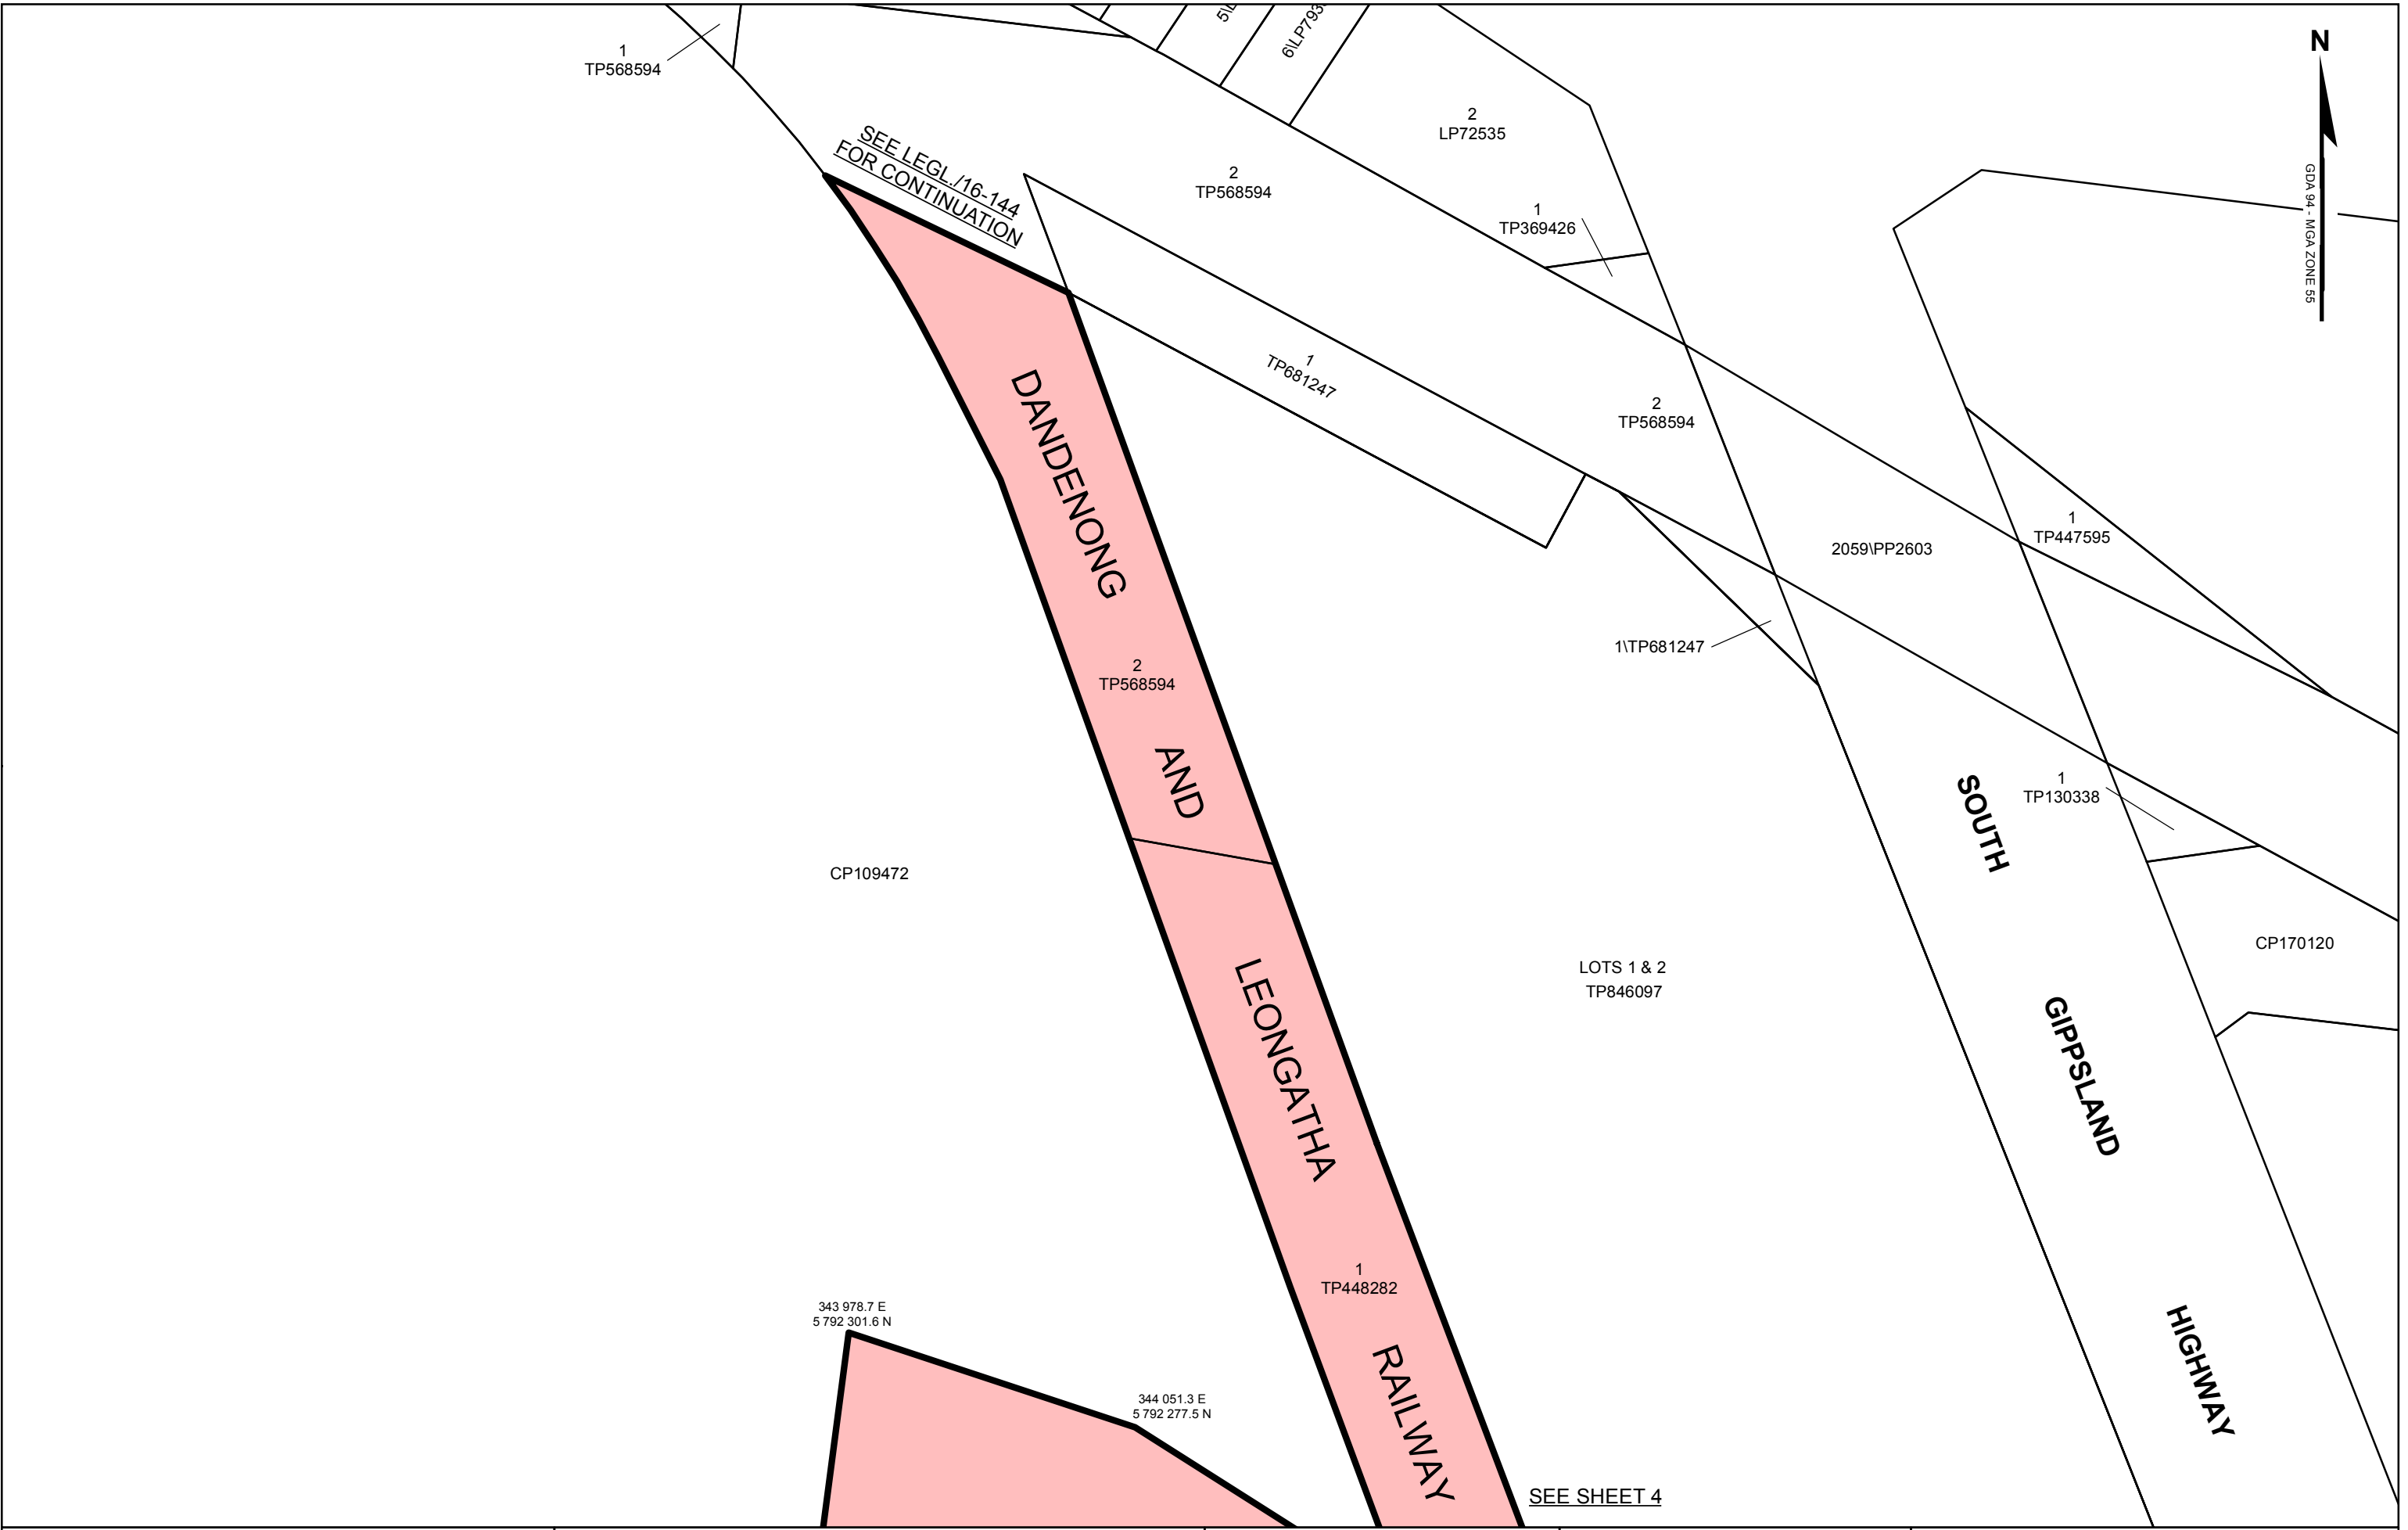 N
GDA 94 - MGA ZONE 55
1
TP568594
6\LP793
2
LP72535
SEE LEGL./16-144
FOR CONTINUATION
2
TP568594
1
TP369426
1
TP681247
2
TP568594
1
TP447595
2059\PP2603
1\TP681247
DANDENONG
2
TP568594
AND
1
TP130338
SOUTH
CP109472
CP170120
LOTS 1 & 2
TP846097
LEONGATHA
GIPPSLAND
1
TP448282
343 978.7 E
5 792 301.6 N
HIGHWAY
344 051.3 E
5 792 277.5 N
RAILWAY
SEE SHEET 4